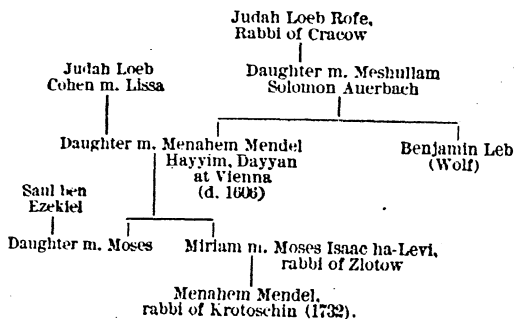 Judah Loeb Rofe,
Rabbi of Cracow
Judah Loeb
Cohen m. Lissa
Daughter m. Meshullam
Solomon Auerbach
Daughter m. Menahem Mendel
Hayyim, Dayyan
at Vienna
(d. 1606)
Benjamin Leb
(Wolf)
Saul ben
Ezekiel
Daughter m. Moses
Miriam m. Moses Isaac ha-Levi,
rabbi of Zlotow
Menahem Mendel,
rabbi of Krotoschin (1732).